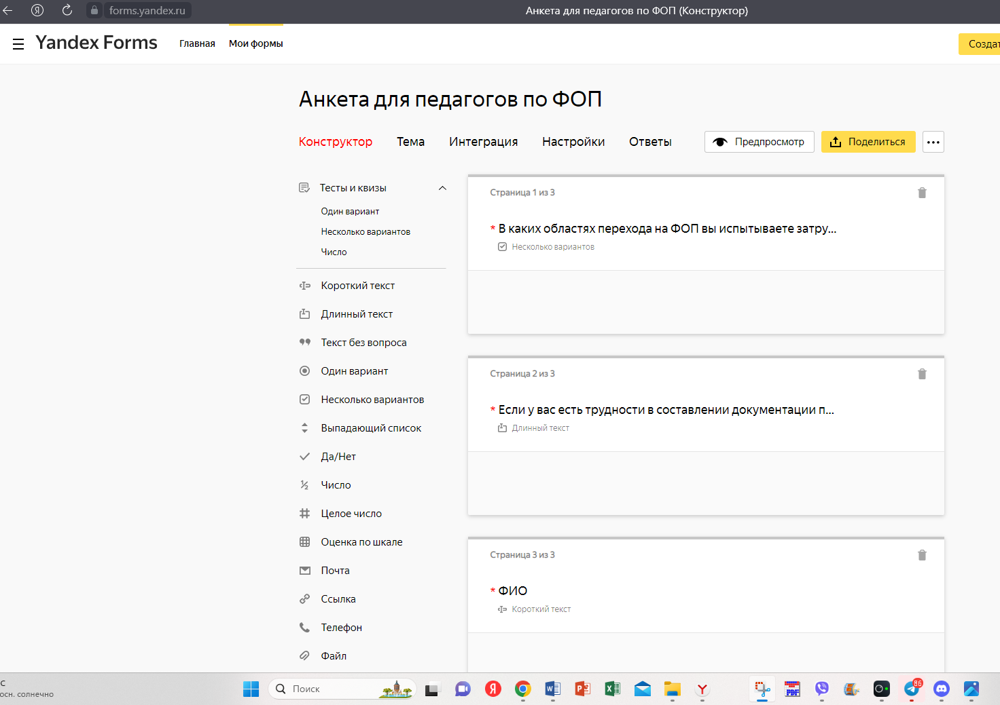 forms.yandex.ru
Анкета для педагогов по ФОП (Конструктор)
Yandex Forms
Главная
Мои формы
Создат
Анкета для педагогов по ФОП
Конструктор
Тема
Интеграция
Настройки
Ответы
Предпросмотр
Поделиться
Тесты и квизы
Один вариант
Несколько вариантов
Число
Короткий текст
Длинный текст
Текст без вопроса
Один вариант
Несколько вариантов
Выпадающий список
Да/Нет
Число
Целое число
Оценка по шкале
Почта
Ссылка
Телефон
Файл
Страница 1 из 3
* В каких областях перехода на ФОП вы испытываете затру...
Несколько вариантов
Страница 2 из 3
* Если у вас есть трудности в составлении документации п...
Длинный текст
Страница 3 из 3
* ФИО
Короткий текст
С
осн. солнечно
Поиск
86